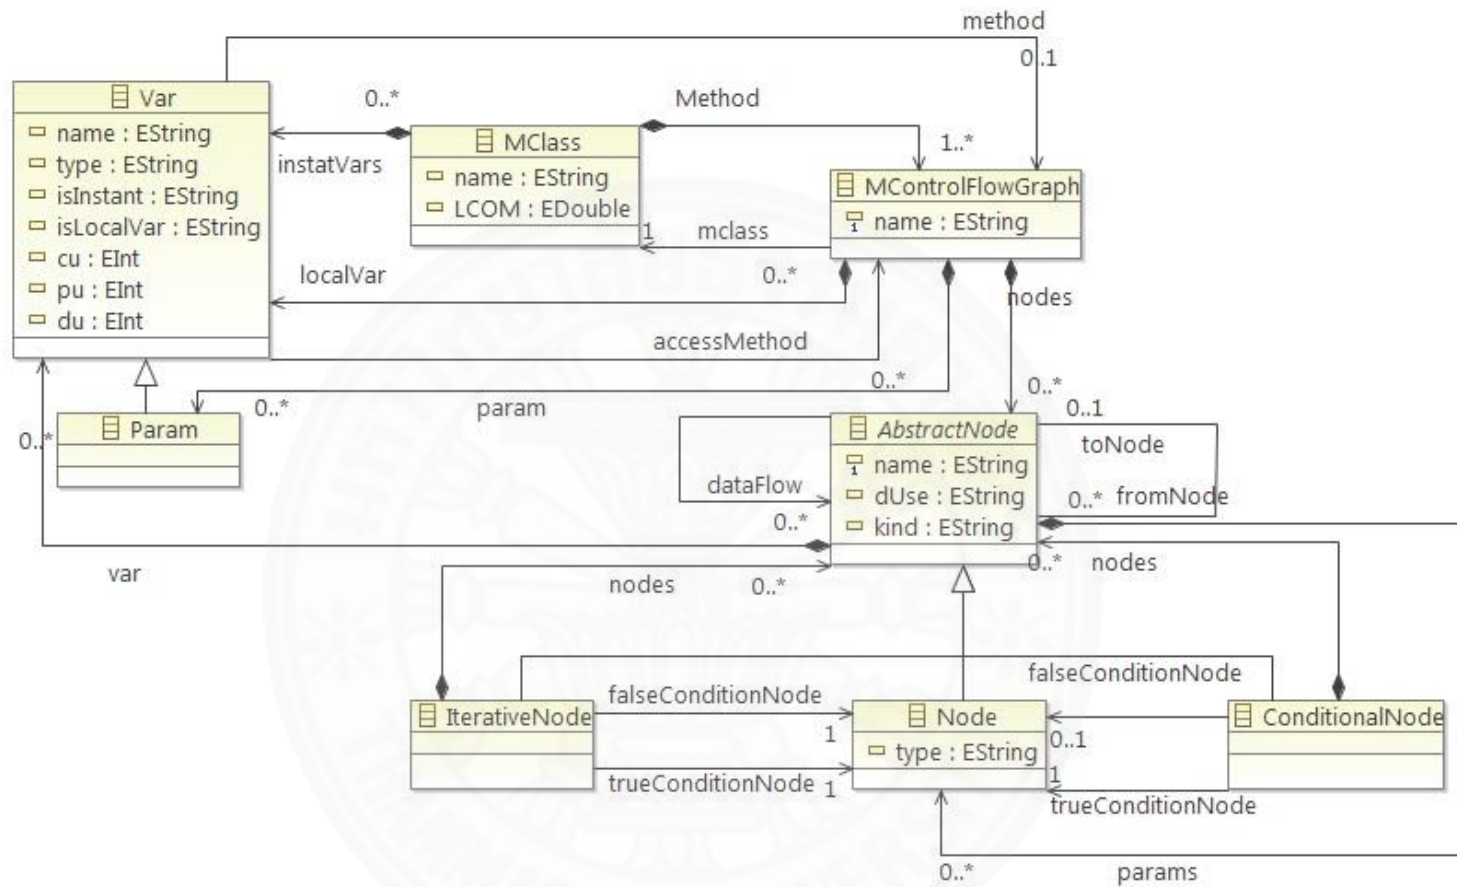 method
0..1
Var
name : EString
type : EString
isInstant : EString
isLocalVar : EString
cu : EInt
pu : EInt
du : EInt
0..*
instatVars
MClass
name : EString
LCOM : EDouble
Method
1..*
MControlFlowGraph
1 name : EString
1
mclass
0..*
localVar
nodes
accessMethod
0..*
0..*
0..1
Param
0..*
param
0..*
AbstractNode
1 name : EString
dUse : EString
kind : EString
toNode
dataFlow
0..*
0..*
fromNode
var
nodes
0..*
0..*
nodes
falseConditionNode
IterativeNode
falseConditionNode
1
trueConditionNode
1
Node
type : EString
0..1
1
trueConditionNode
ConditionalNode
0..*
params